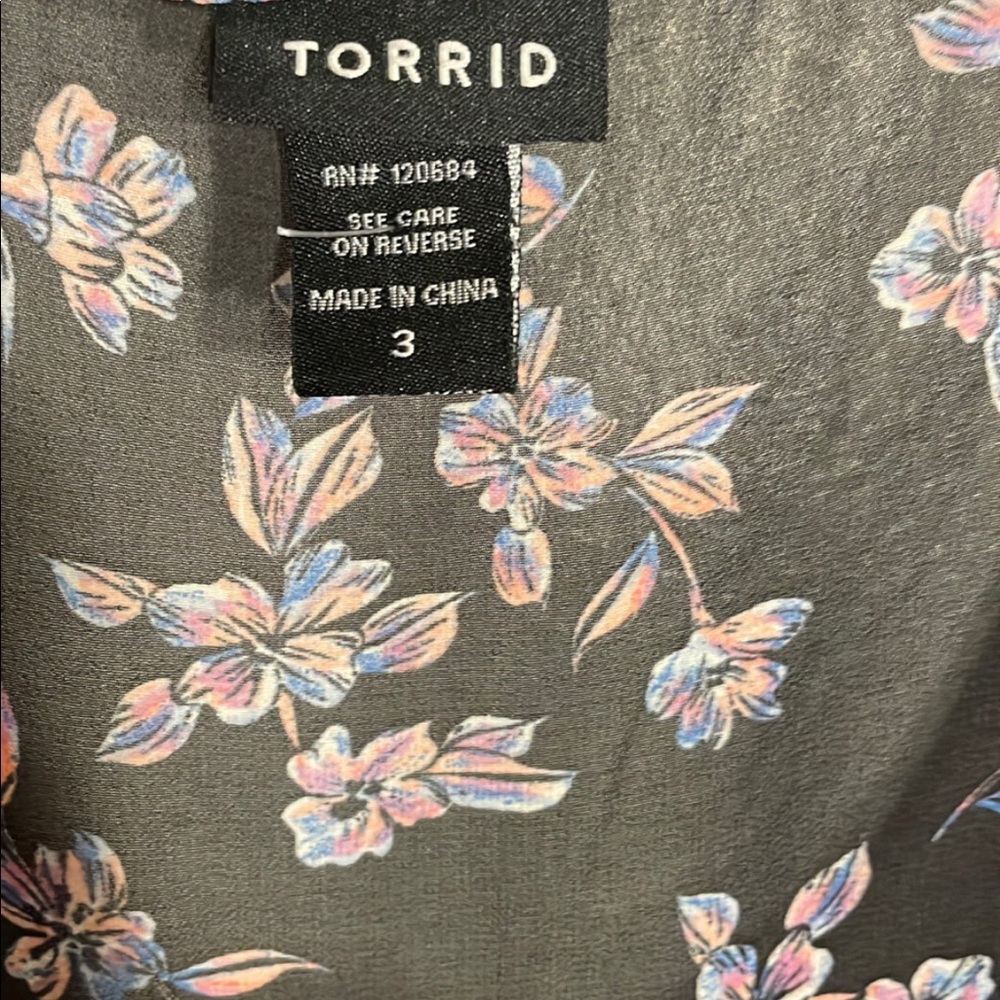 TORRID
RN# 120684
SEE CARE
ON REVERSE
MADE IN CHINA
3